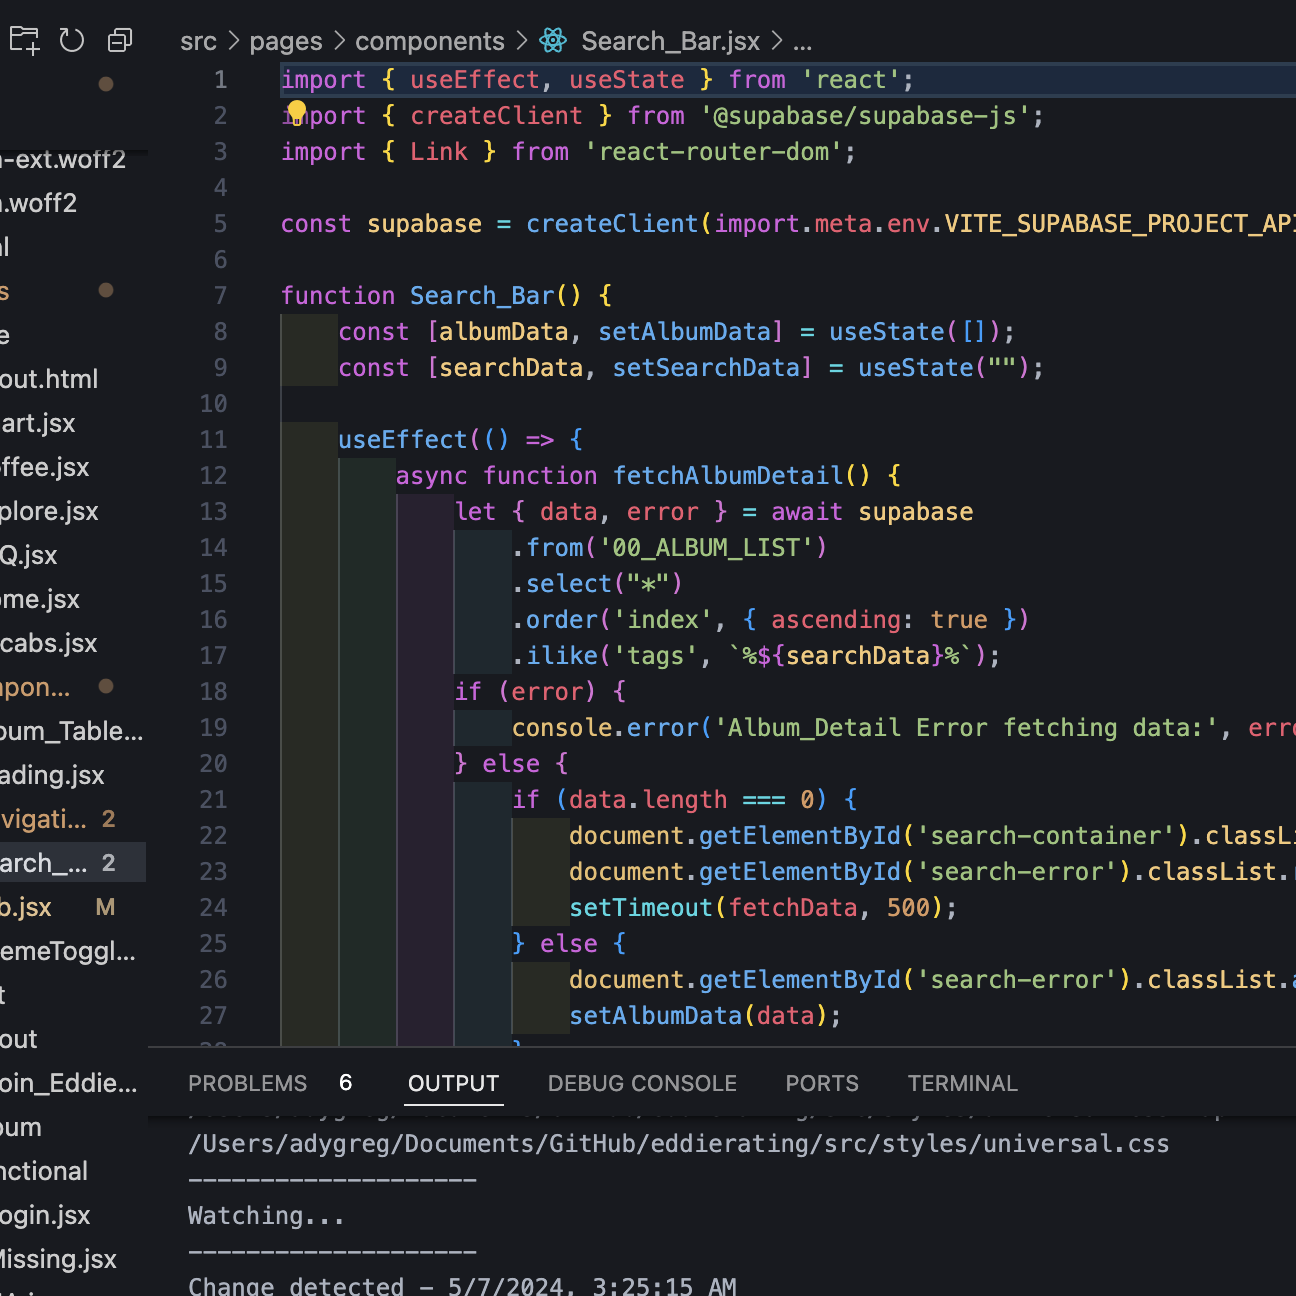 src > pages > components > Search_Bar.jsx > ...
-ext.woff2
.woff2
l
s
e
out.html
art.jsx
ffee.jsx
plore.jsx
Q.jsx
ome.jsx
cabs.jsx
npon...
bum_Table...
ading.jsx
vigati... 2
arch_... 2
b.jsx M
emeToggl...
t
out
oin_Eddie...
bum
nctional
ogin.jsx
Missing.jsx
1 import { useEffect, useState } from 'react';
2 import { createClient } from '@supabase/supabase-js';
3 import { Link } from 'react-router-dom';
4
5 const supabase = createClient(import.meta.env.VITE_SUPABASE_PROJECT_API
6
7 function Search_Bar() {
8 const [albumData, setAlbumData] = useState([]);
9 const [searchData, setSearchData] = useState("");
10
11 useEffect(() => {
12 async function fetchAlbumDetail() {
13 let { data, error } = await supabase
14 .from('00_ALBUM_LIST')
15 .select("*")
16 .order('index', { ascending: true })
17 .ilike('tags', `%${searchData}%`);
18 if (error) {
19 console.error('Album_Detail Error fetching data:', erro
20 } else {
21 if (data.length === 0) {
22 document.getElementById('search-container').classLi
23 document.getElementById('search-error').classList.
24 setTimeout(fetchData, 500);
25 } else {
26 document.getElementById('search-error').classList.a
27 setAlbumData(data);
PROBLEMS 6 OUTPUT DEBUG CONSOLE PORTS TERMINAL
/Users/adygreg/Documents/GitHub/eddierating/src/styles/universal.css
--------------------
Watching...
--------------------
Change detected - 5/7/2024, 3:25:15 AM